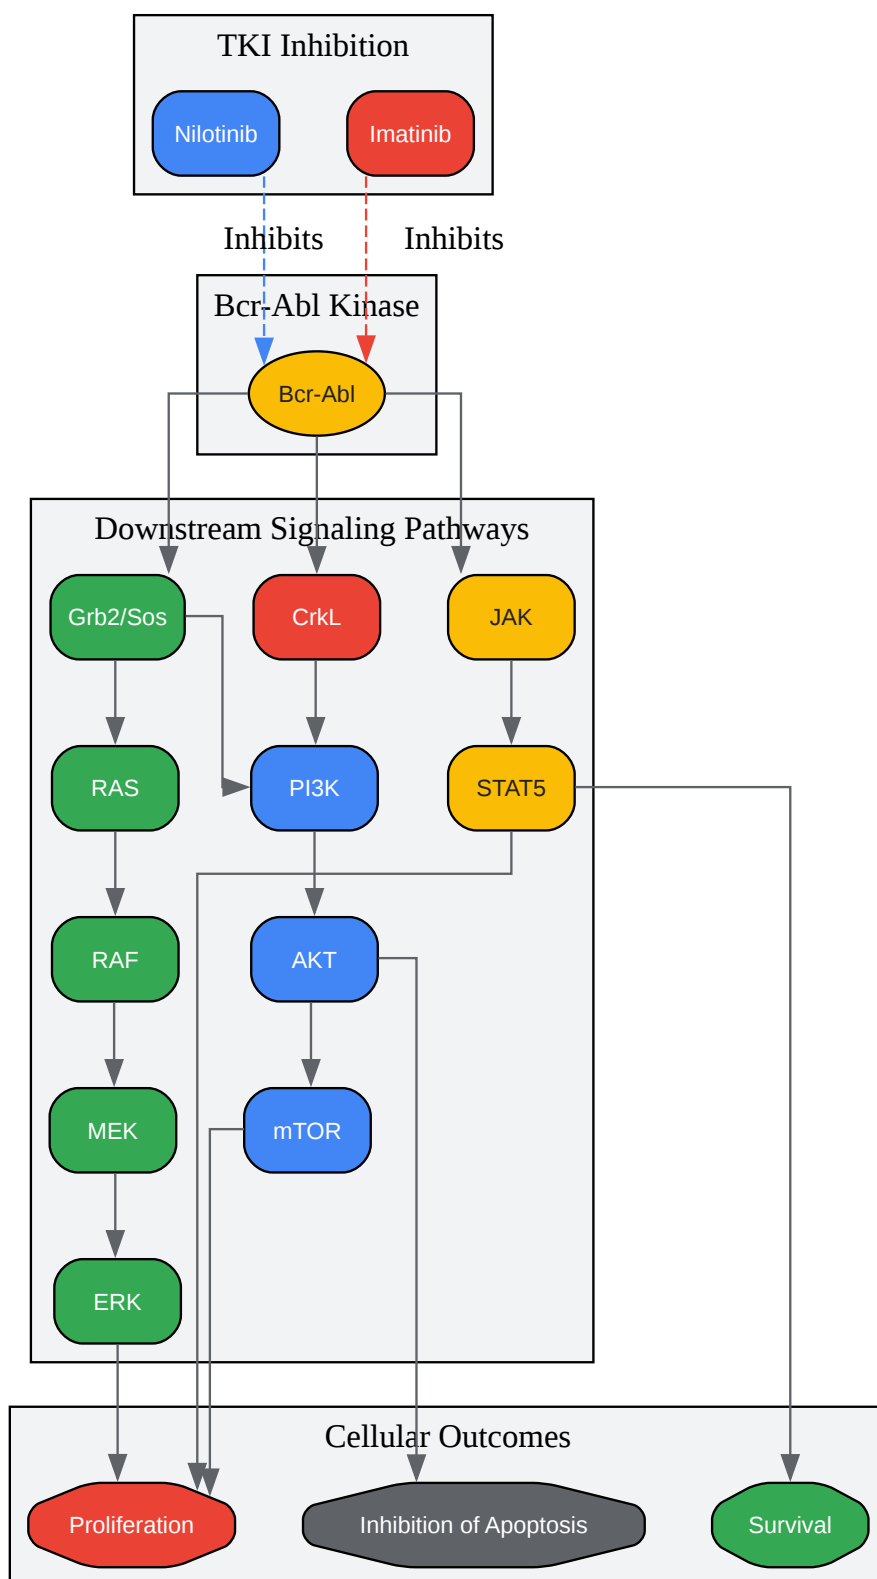 TKI Inhibition
Nilotinib
Imatinib
Inhibits
Inhibits
Bcr-Abl Kinase
Bcr-Abl
Downstream Signaling Pathways
Grb2/Sos
CrkL
JAK
RAS
PI3K
STAT5
RAF
AKT
MEK
mTOR
ERK
Cellular Outcomes
Proliferation
Inhibition of Apoptosis
Survival